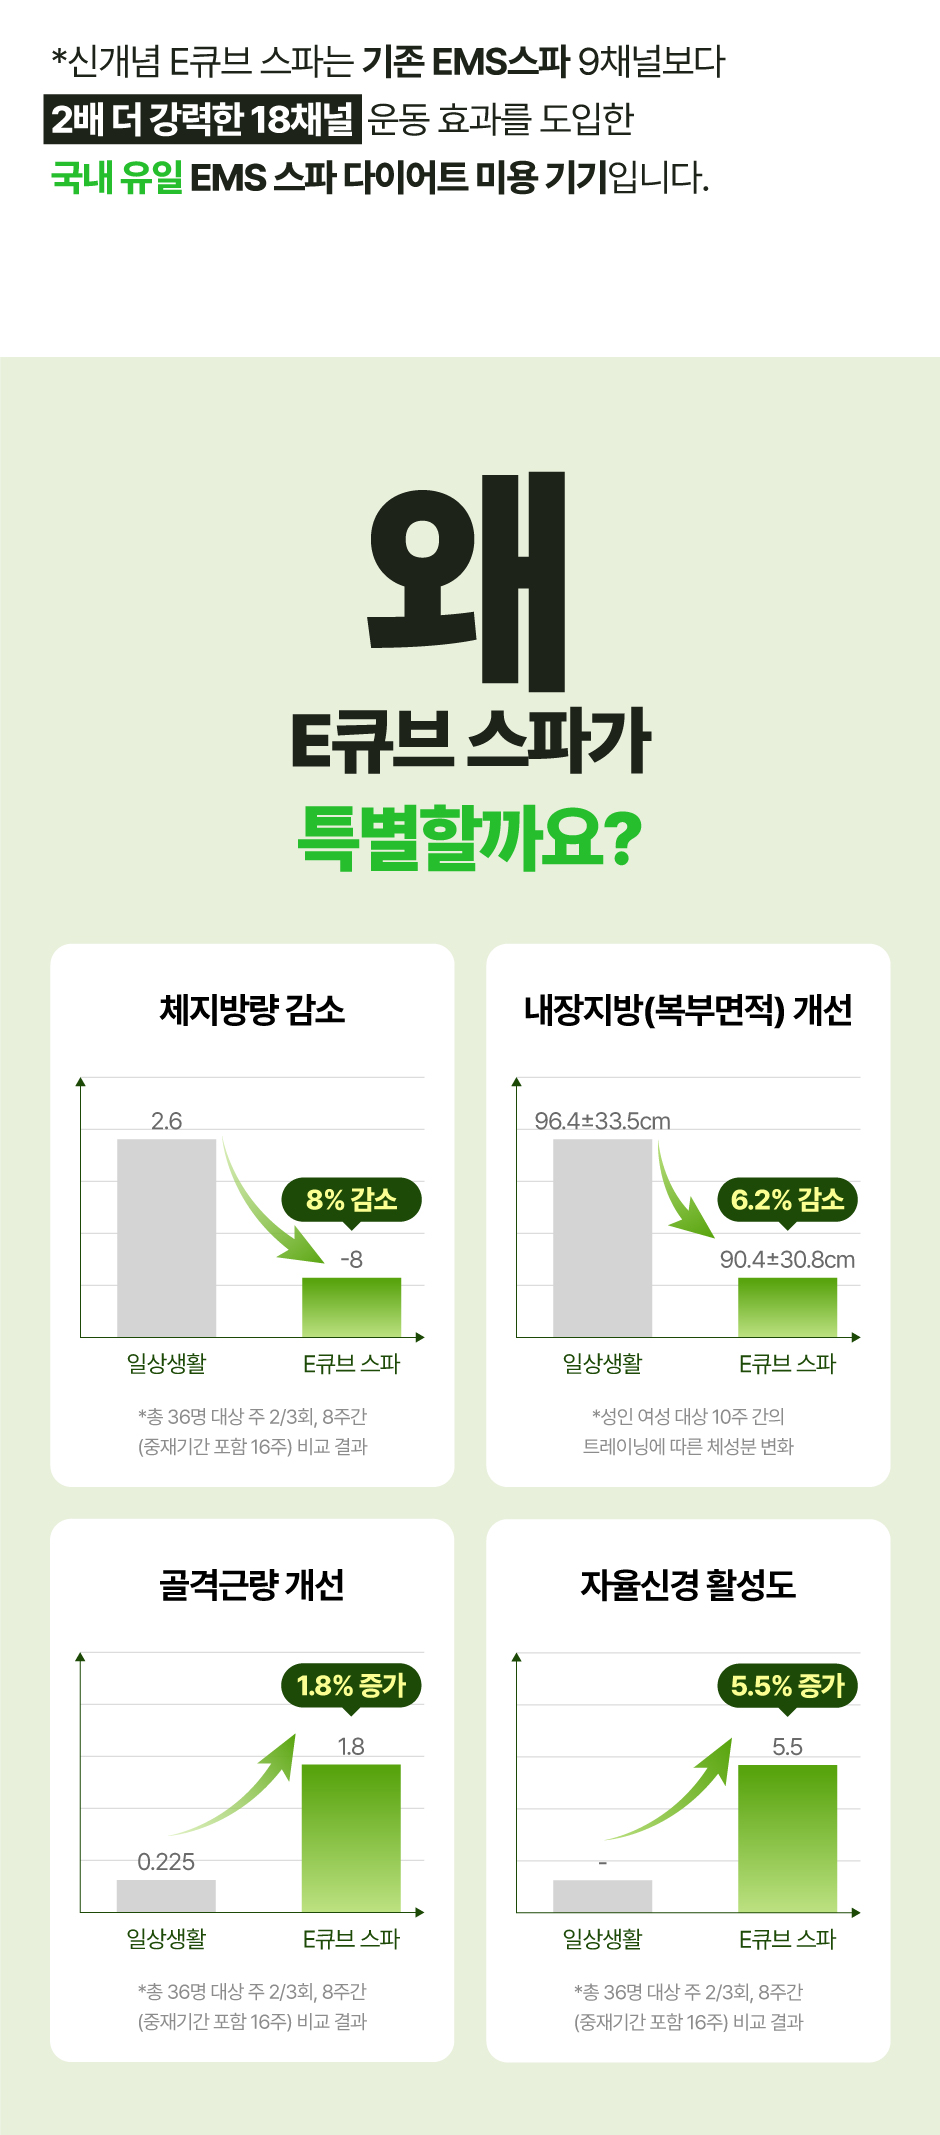 *신개념 E큐브 스파는 기존 EMS스파 9채널보다
2배 더 강력한 18채널 운동 효과를 도입한
국내 유일 EMS 스파 다이어트 미용 기기입니다.
왜
E큐브 스파가
특별할까요?
체지방량 감소
2.6
8% 감소
-8
일상생활
E큐브 스파
*총 36명 대상 주 2/3회, 8주간
(중재기간 포함 16주) 비교 결과
내장지방(복부면적) 개선
96.4±33.5cm
6.2% 감소
90.4±30.8cm
일상생활
E큐브 스파
*성인 여성 대상 10주 간의
트레이닝에 따른 체성분 변화
골격근량 개선
1.8% 증가
1.8
0.225
일상생활
E큐브 스파
*총 36명 대상 주 2/3회, 8주간
(중재기간 포함 16주) 비교 결과
자율신경 활성도
5.5% 증가
5.5
-
일상생활
E큐브 스파
*총 36명 대상 주 2/3회, 8주간
(중재기간 포함 16주) 비교 결과